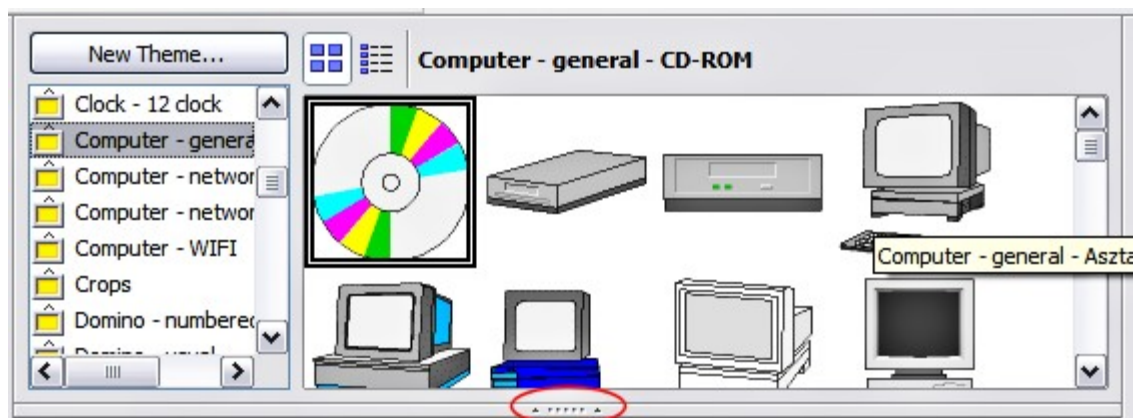 New Theme...
Computer - general - CD-ROM
Clock - 12 clock
Computer - genera
Computer - networ
Computer - networ
Computer - WIFI
Crops
Domino - numbered
Computer - general - Aszta